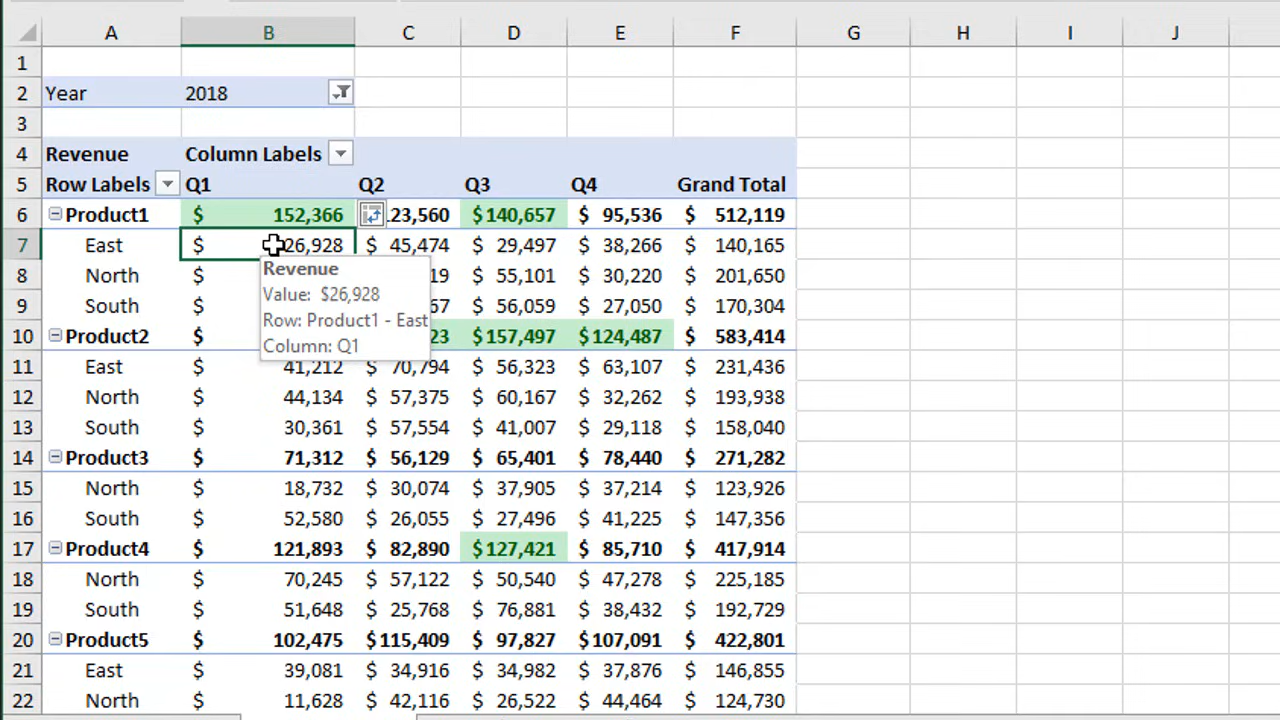 A B C D E F G H I J
1
2 Year 2018
3
4 Revenue Column Labels
5 Row Labels Q1 Q2 Q3 Q4 Grand Total
6 Product1 $ 152,366 23,560 $140,657 $ 95,536 $ 512,119
7 East $ 26,928 $ 45,474 $ 29,497 $ 38,266 $ 140,165
8 North $ 19 $ 55,101 $ 30,220 $ 201,650
9 South $ 67 $ 56,059 $ 27,050 $ 170,304
10 Product2 $ 23 $157,497 $124,487 $ 583,414
Revenue
Value: $26,928
Row: Product1 - East
Column: Q1
11 East $ 41,212 $ 70,794 $ 56,323 $ 63,107 $ 231,436
12 North $ 44,134 $ 57,375 $ 60,167 $ 32,262 $ 193,938
13 South $ 30,361 $ 57,554 $ 41,007 $ 29,118 $ 158,040
14 Product3 $ 71,312 $ 56,129 $ 65,401 $ 78,440 $ 271,282
15 North $ 18,732 $ 30,074 $ 37,905 $ 37,214 $ 123,926
16 South $ 52,580 $ 26,055 $ 27,496 $ 41,225 $ 147,356
17 Product4 $ 121,893 $ 82,890 $127,421 $ 85,710 $ 417,914
18 North $ 70,245 $ 57,122 $ 50,540 $ 47,278 $ 225,185
19 South $ 51,648 $ 25,768 $ 76,881 $ 38,432 $ 192,729
20 Product5 $ 102,475 $115,409 $ 97,827 $107,091 $ 422,801
21 East $ 39,081 $ 34,916 $ 34,982 $ 37,876 $ 146,855
22 North $ 11,628 $ 42,116 $ 26,522 $ 44,464 $ 124,730